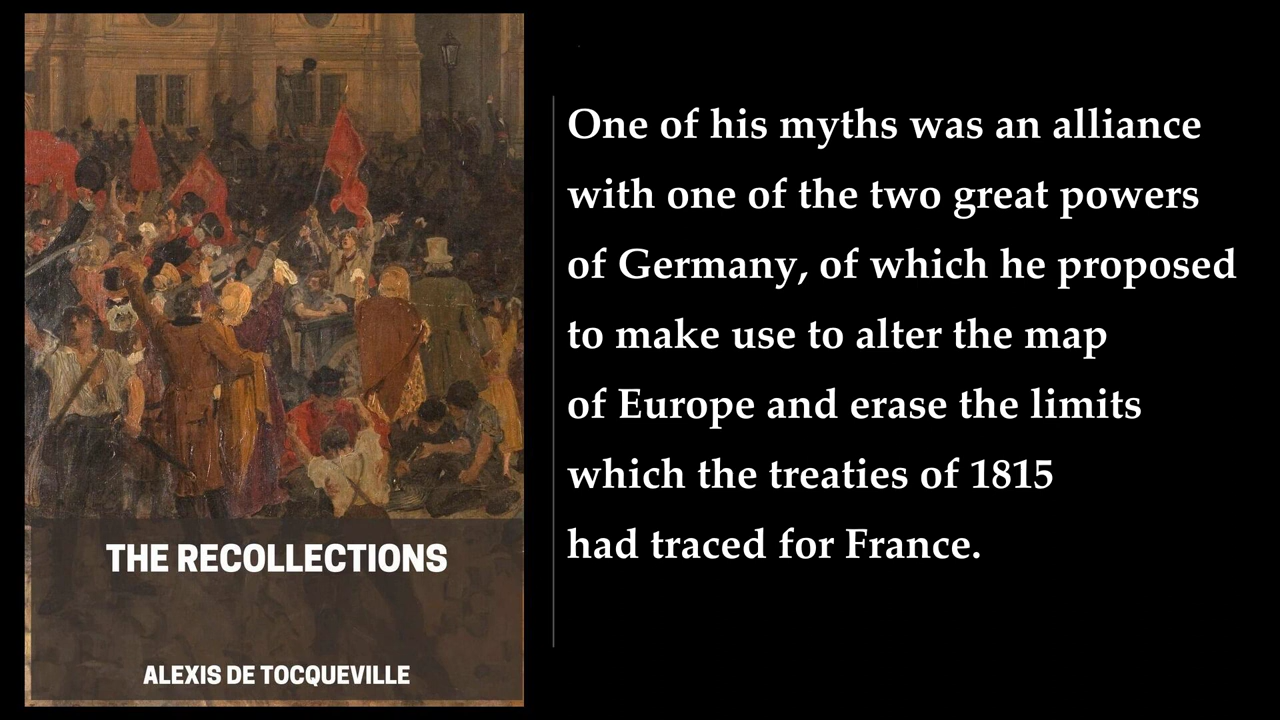 THE RECOLLECTIONS
ALEXIS DE TOCQUEVILLE
One of his myths was an alliance
with one of the two great powers
of Germany, of which he proposed
to make use to alter the map
of Europe and erase the limits
which the treaties of 1815
had traced for France.